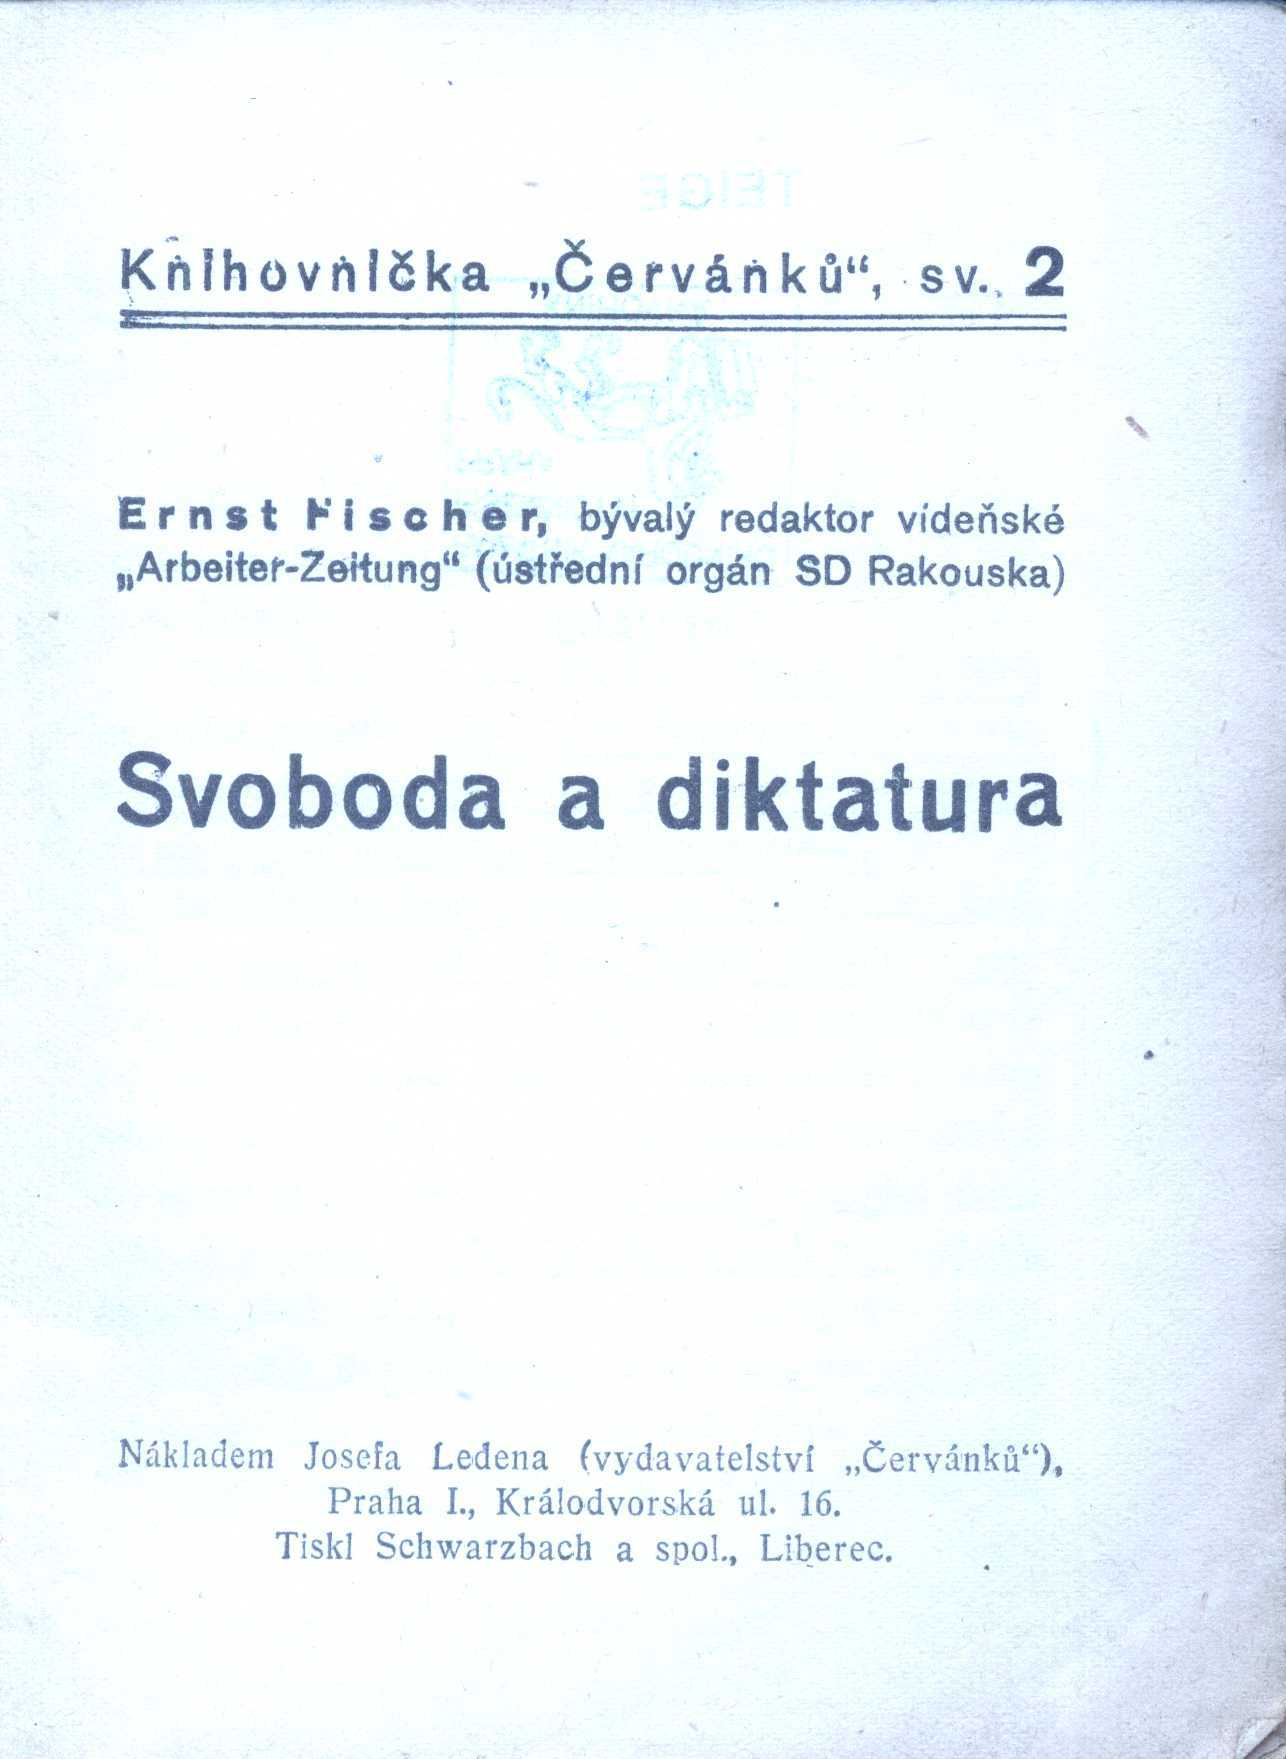 Knihovnička „Červánků“, sv. 2
Ernst Fischer, bývalý redaktor vídeňské
„Arbeiter-Zeitung“ (ústřední orgán SD Rakouska)
Svoboda a diktatura
Nákladem Josefa Ledena (vydavatelství „Červánků“),
Praha I., Králodvorská ul. 16.
Tiskl Schwarzbach a spol., Liberec.